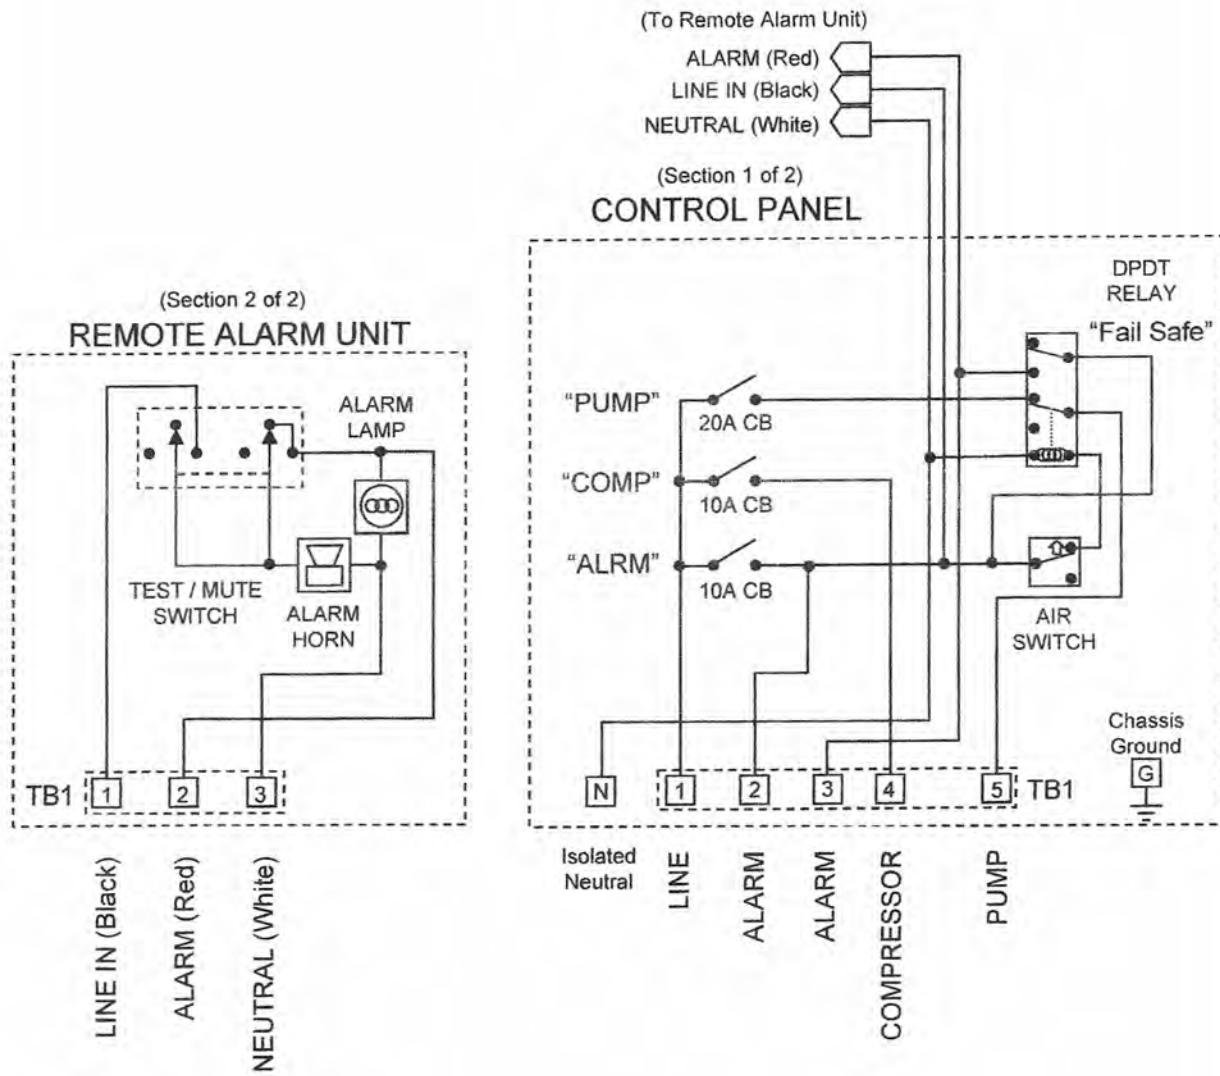 (To Remote Alarm Unit)
ALARM (Red)
LINE IN (Black)
NEUTRAL (White)
(Section 1 of 2)
CONTROL PANEL
DPDT
RELAY
"Fail Safe"
"PUMP"
20A CB
"COMP"
10A CB
"ALRM"
10A CB
AIR
SWITCH
Chassis
Ground
G
N
1
2
3
4
5
TB1
Isolated
Neutral
LINE
ALARM
ALARM
COMPRESSOR
PUMP
(Section 2 of 2)
REMOTE ALARM UNIT
ALARM
LAMP
TEST / MUTE
SWITCH
ALARM
HORN
TB1
1
2
3
LINE IN (Black)
ALARM (Red)
NEUTRAL (White)